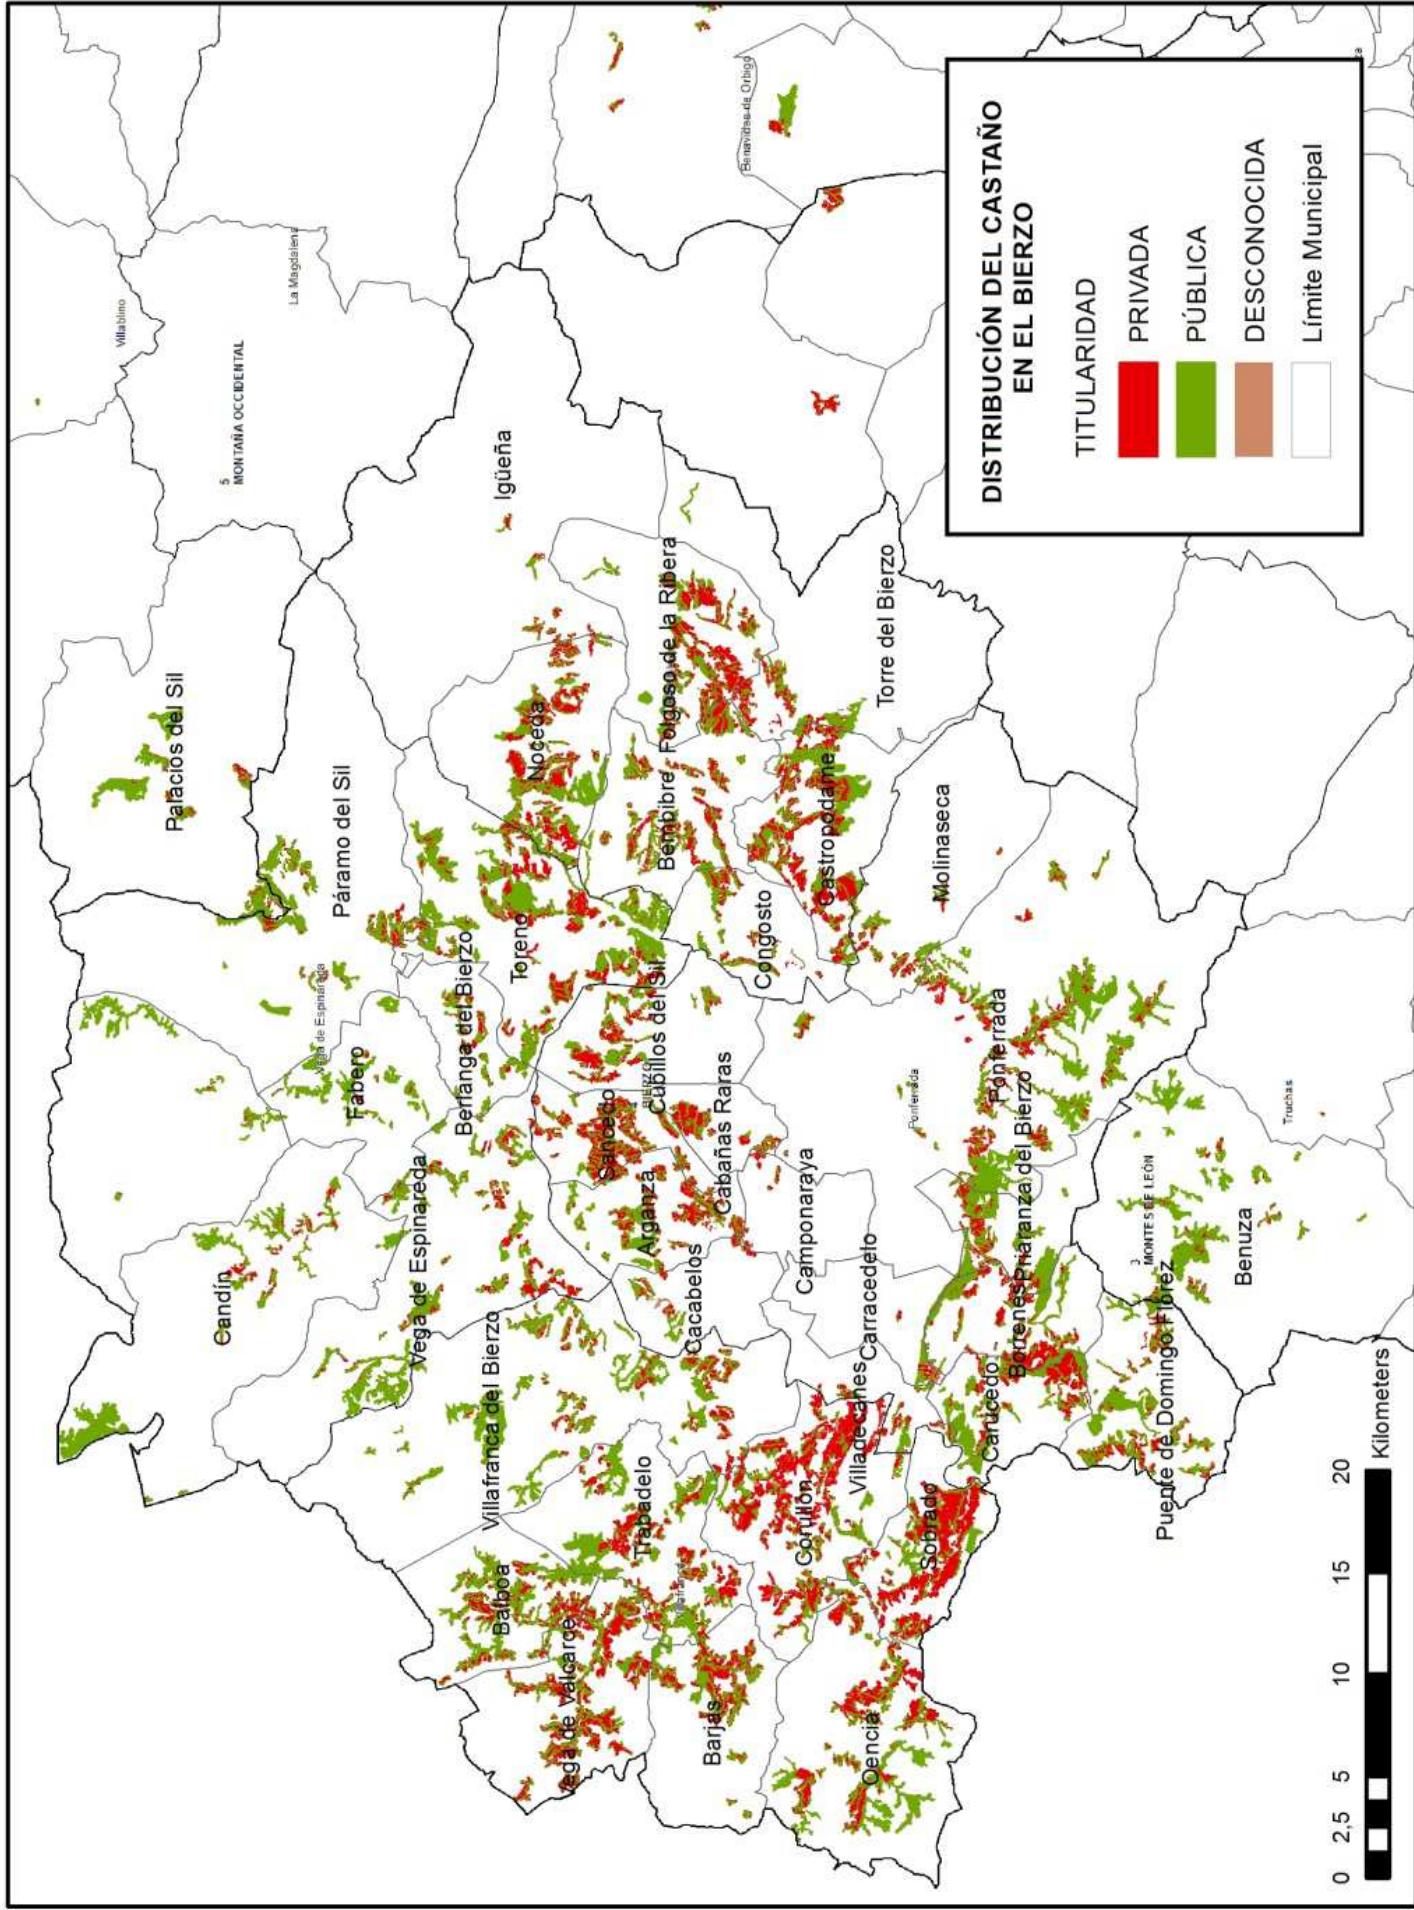 Villablino
Palacios del Sil
Candín
5
MONTAÑA OCCIDENTAL
La Magdalena
Vega de Espinareda
Páramo del Sil
Fabero
Vega de Espinareda
Berlanga del Bierzo
Villafranca del Bierzo
Balboa
Igüeña
Toreno
Noceda
Vega de Valcarce
Sancedo
Trabadelo
Arganza
BIERZO
Cubillos del Sil
Bembibre
Folgoso de la Ribera
Cacabelos
Barjas
Cabañas Raras
Benavides de Orbigo
Congosto
Corullón
Camponaraya
Castropodame
Villadecanes
Carracedelo
Oencia
Torre del Bierzo
Ponferrada
Sobrado
Molinaseca
Carucedo
Ponferrada
Borrenes
Priaranza del Bierzo
3
MONTES DE LEÓN
Puente de Domingo Florez
Benuza
Truchas
DISTRIBUCIÓN DEL CASTAÑO
EN EL BIERZO
TITULARIDAD
PRIVADA
PÚBLICA
DESCONOCIDA
Límite Municipal
0 2,5 5 10 15 20
Kilometers